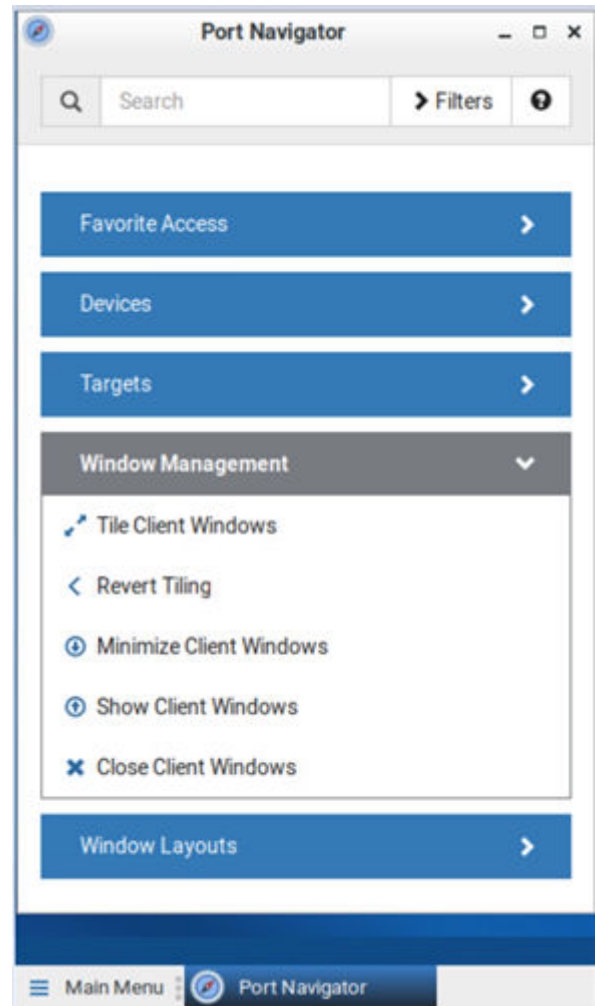 Port Navigator
Search
Filters
Favorite Access
Devices
Targets
Window Management
Tile Client Windows
Revert Tiling
Minimize Client Windows
Show Client Windows
Close Client Windows
Window Layouts
Main Menu Port Navigator